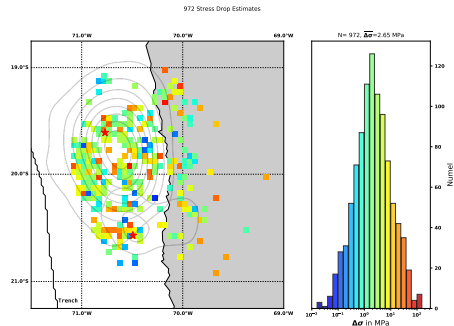 972 Stress Drop Estimates
71.0°W 70.0°W 69.0°W
19.0°S
20.0°S
21.0°S
Trench
71.0°W 70.0°W 69.0°W
N= 972, Δσ=2.65 MPa
120
100
80
60
40
20
0
Numel
10⁻² 10⁻¹ 10⁰ 10¹ 10²
Δσ in MPa